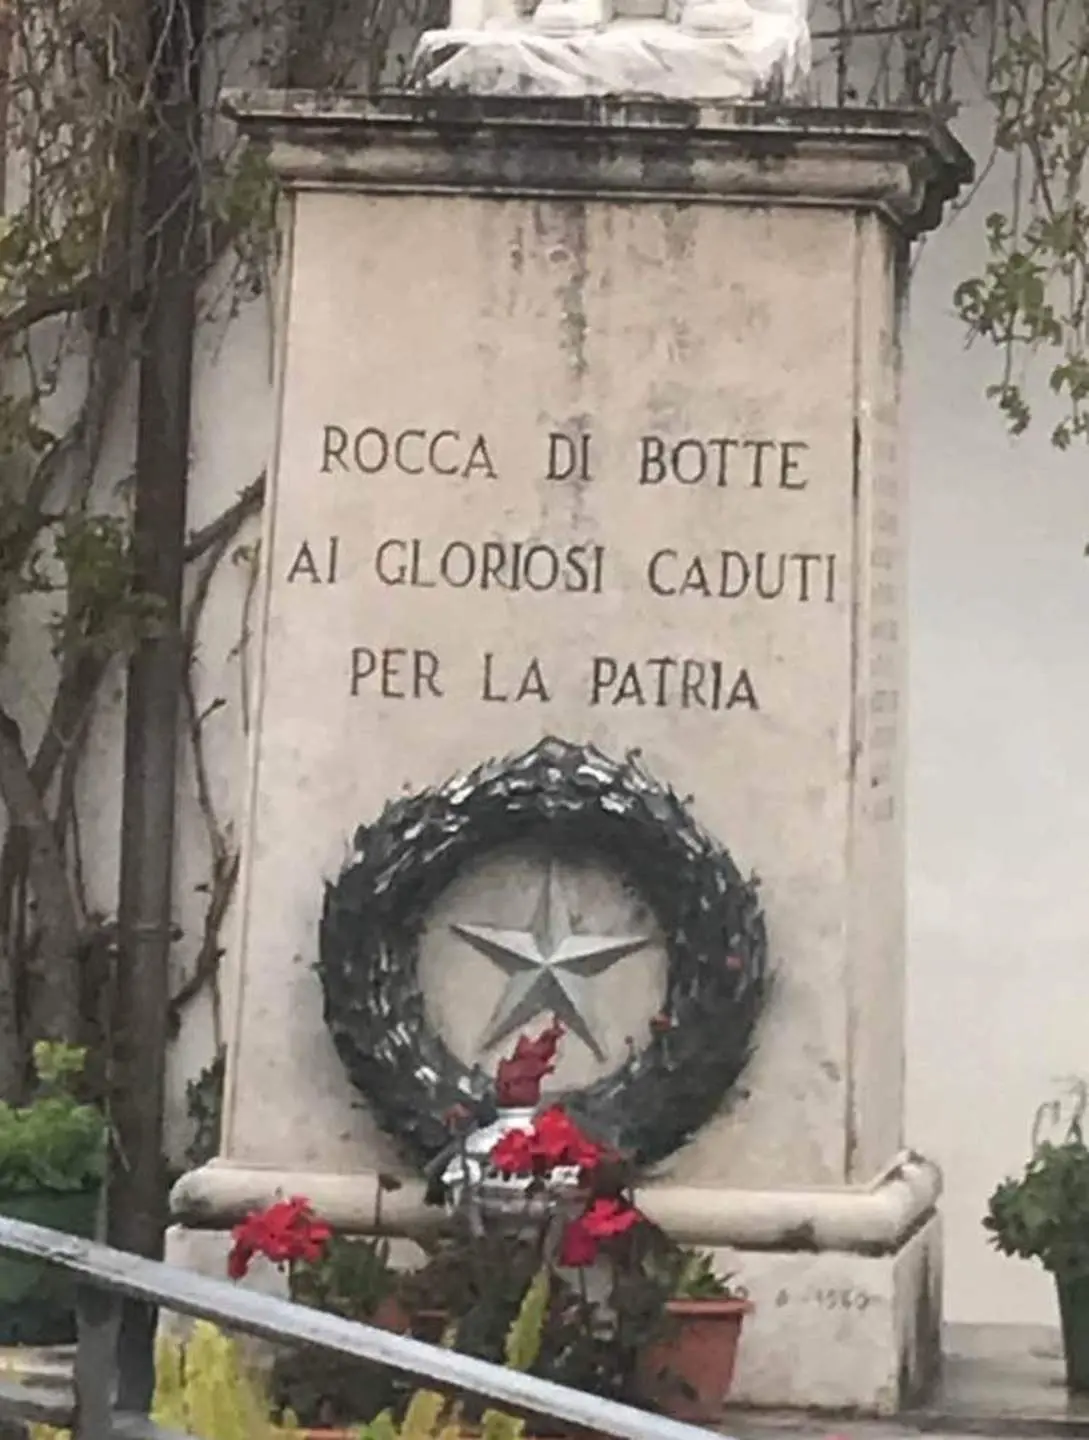 ROCCA DI BOTTE
AI GLORIOSI CADUTI
PER LA PATRIA